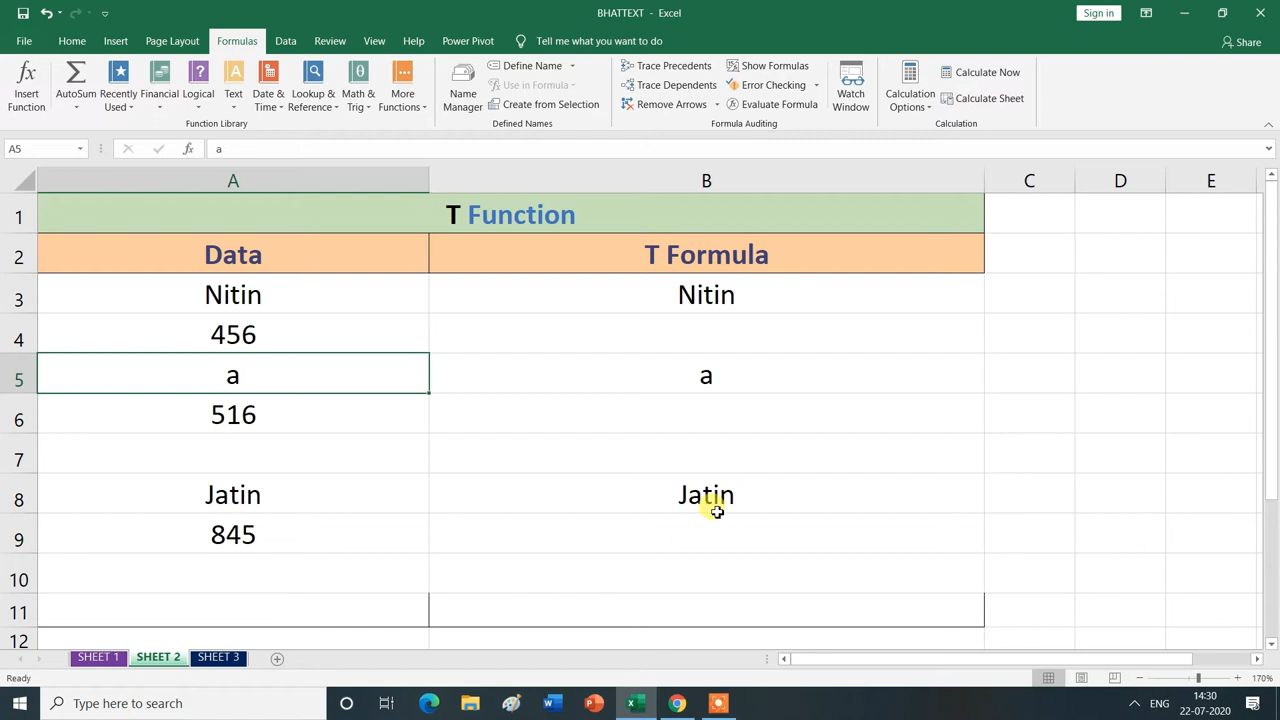 BHATTEXT - Excel
Sign in
File Home Insert Page Layout Formulas Data Review View Help Power Pivot Tell me what you want to do Share
Insert Function
AutoSum
Recently Used
Financial
Logical
Text
Date & Time
Lookup & Reference
Math & Trig
More Functions
Function Library
Name Manager
Define Name
Use in Formula
Create from Selection
Defined Names
Trace Precedents
Trace Dependents
Remove Arrows
Show Formulas
Error Checking
Evaluate Formula
Formula Auditing
Watch Window
Calculation Options
Calculate Now
Calculate Sheet
Calculation
A5 fx a
A B C D E
1 T Function
2 Data T Formula
3 Nitin Nitin
4 456
5 a a
6 516
7
8 Jatin Jatin
9 845
10
11
12
SHEET 1 SHEET 2 SHEET 3
Ready 170%
Type here to search
ENG
14:30
22-07-2020